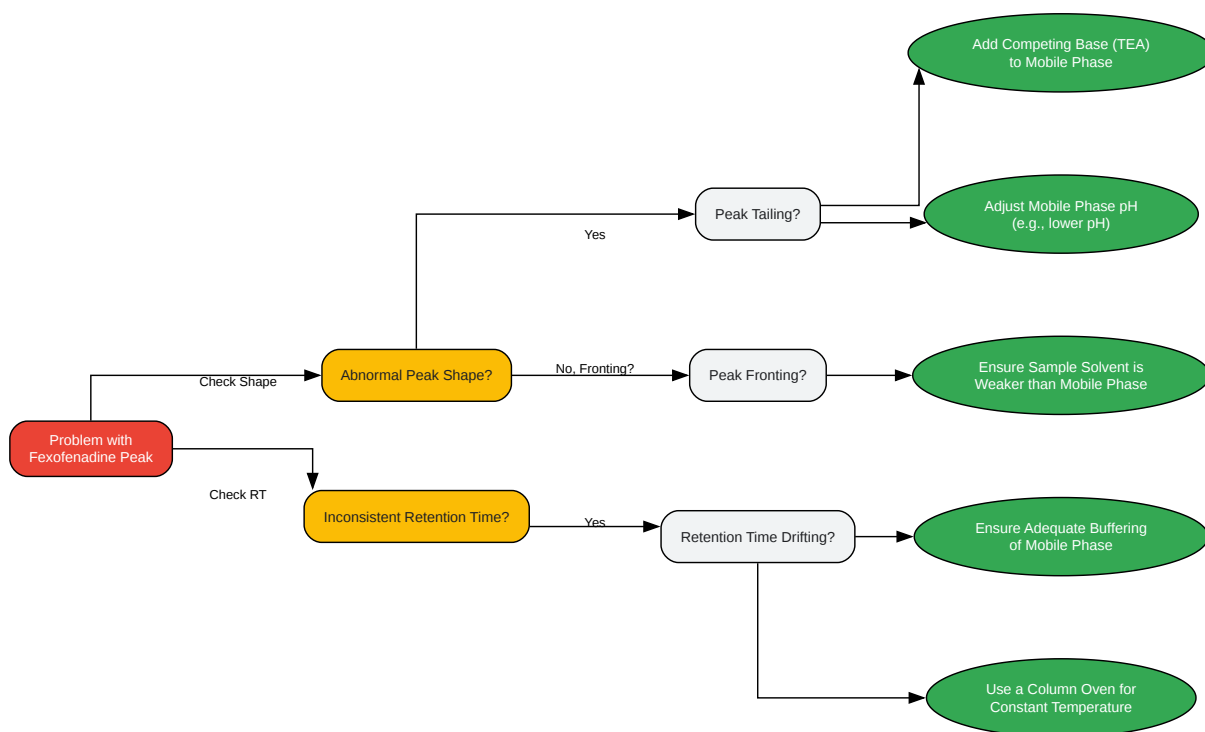 Add Competing Base (TEA)
to Mobile Phase
Peak Tailing?
Adjust Mobile Phase pH
(e.g., lower pH)
Yes
Abnormal Peak Shape?
No, Fronting?
Peak Fronting?
Ensure Sample Solvent is
Weaker than Mobile Phase
Check Shape
Problem with
Fexofenadine Peak
Check RT
Inconsistent Retention Time?
Yes
Retention Time Drifting?
Ensure Adequate Buffering
of Mobile Phase
Use a Column Oven for
Constant Temperature